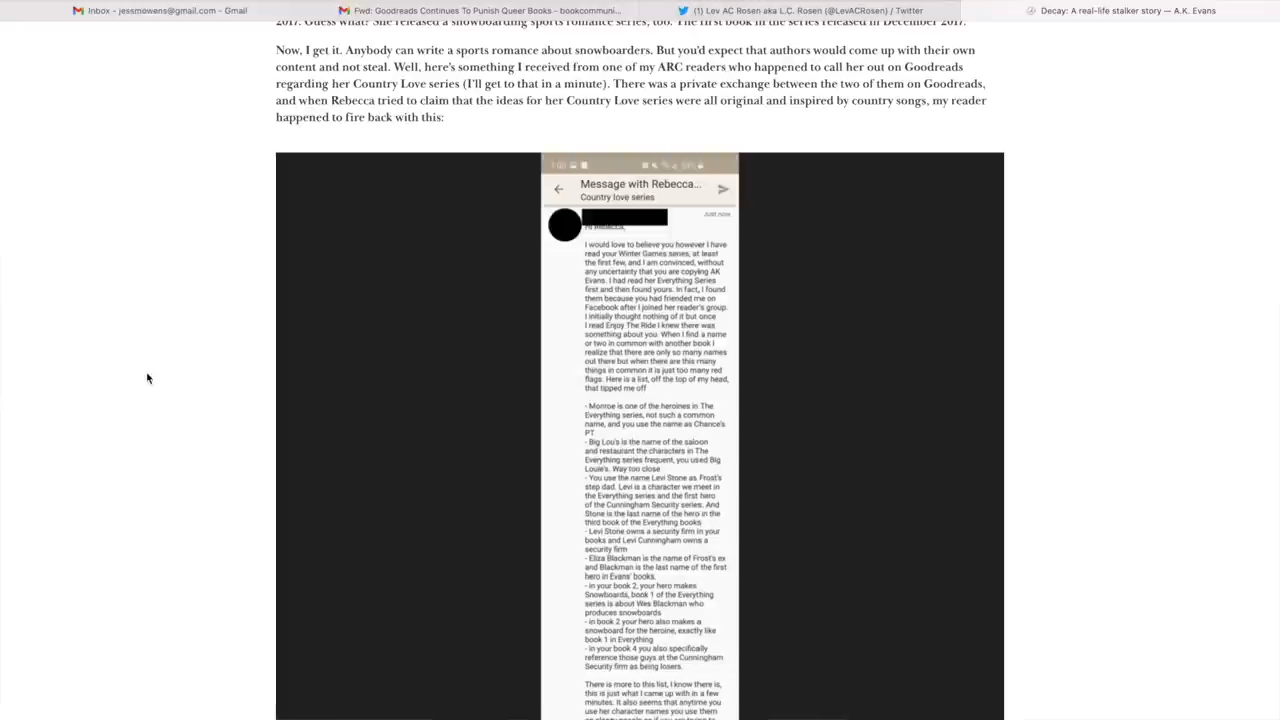 Inbox - jessmowens@gmail.com - Gmail
Fwd: Goodreads Continues To Punish Queer Books - bookcommuni...
(1) Lev AC Rosen aka L.C. Rosen (@LevACRosen) / Twitter
Decay: A real-life stalker story — A.K. Evans
2017. Guess what? She released a snowboarding sports romance series, too. The first book in the series released in December 2017.
Now, I get it. Anybody can write a sports romance about snowboarders. But you'd expect that authors would come up with their own
content and not steal. Well, here's something I received from one of my ARC readers who happened to call her out on Goodreads
regarding her Country Love series (I'll get to that in a minute). There was a private exchange between the two of them on Goodreads,
and when Rebecca tried to claim that the ideas for her Country Love series were all original and inspired by country songs, my reader
happened to fire back with this:
Message with Rebecca...
Country love series
Just now
Hi Rebecca,
I would love to believe you however I have
read your Winter Games series, at least
the first few, and I am convinced, without
any uncertainty that you are copying AK
Evans. I had read her Everything Series
first and then found yours. In fact, I found
them because you had friended me on
Facebook after I joined her reader's group.
I initially thought nothing of it but once
I read Enjoy The Ride I knew there was
something about you. When I find a name
or two in common with another book I
realize that there are only so many names
out there but when there are this many
things in common it is just too many red
flags. Here is a list, off the top of my head,
that tipped me off
- Monroe is one of the heroines in The
Everything series, not such a common
name, and you use the name as Chance's
PT
- Big Lou's is the name of the saloon
and restaurant the characters in The
Everything series frequent, you used Big
Louie's. Way too close
- You use the name Levi Stone as Frost's
step dad. Levi is a character we meet in
the Everything series and the first hero
of the Cunningham Security series. And
Stone is the last name of the hero in the
third book of the Everything books
- Levi Stone owns a security firm in your
books and Levi Cunningham owns a
security firm
- Eliza Blackman is the name of Frost's ex
and Blackman is the last name of the first
hero in Evans' books.
- in your book 2, your hero makes
Snowboards, book 1 of the Everything
series is about Wes Blackman who
produces snowboards
- in book 2 your hero also makes a
snowboard for the heroine, exactly like
book 1 in Everything
- in your book 4 you also specifically
reference those guys at the Cunningham
Security firm as being losers.
There is more to this list, I know there is,
this is just what I came up with in a few
minutes. It also seems that anytime you
use her character names you use them